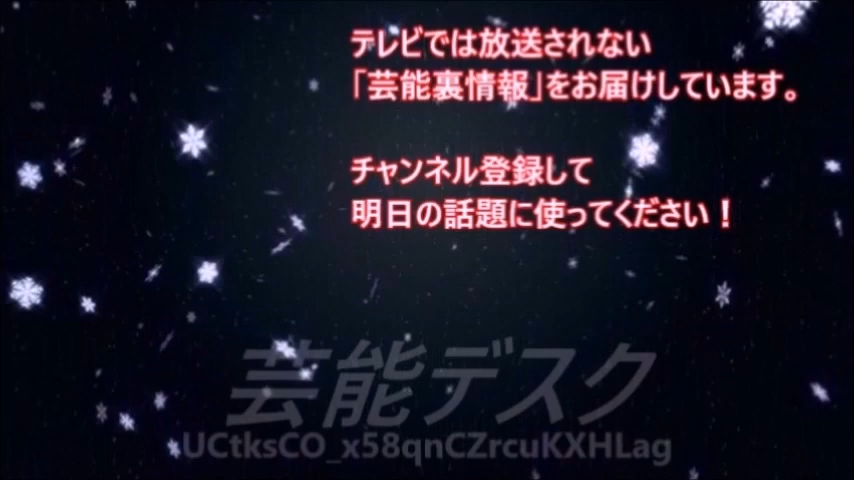 テレビでは放送されない
「芸能裏情報」をお届けしています。
チャンネル登録して
明日の話題に使ってください！
芸能デスク
UCtksCO_x58qnCZrcuKXHLag